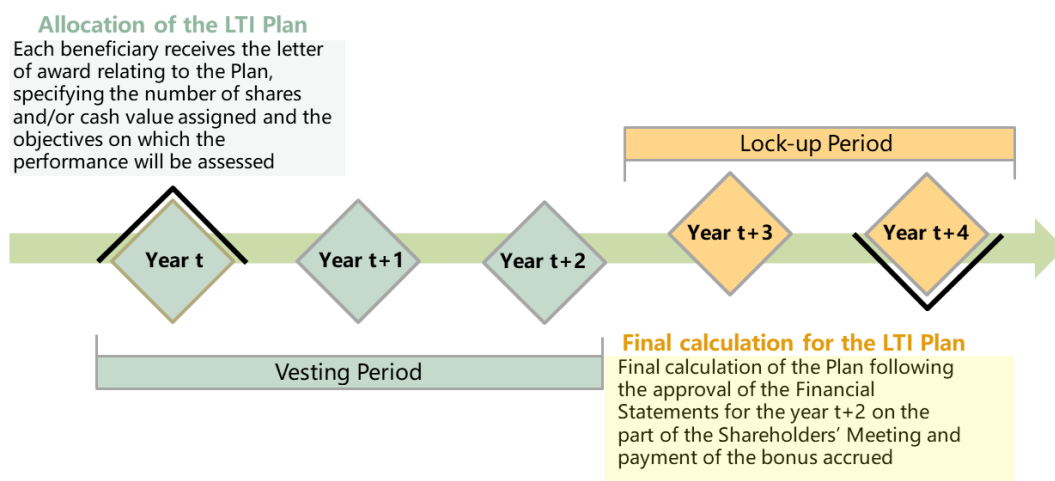 Allocation of the LTI Plan
Each beneficiary receives the letter
of award relating to the Plan,
specifying the number of shares
and/or cash value assigned and the
objectives on which the
performance will be assessed
Lock-up Period
Year t
Year t+1
Year t+2
Year t+3
Year t+4
Vesting Period
Final calculation for the LTI Plan
Final calculation of the Plan following
the approval of the Financial
Statements for the year t+2 on the
part of the Shareholders’ Meeting and
payment of the bonus accrued